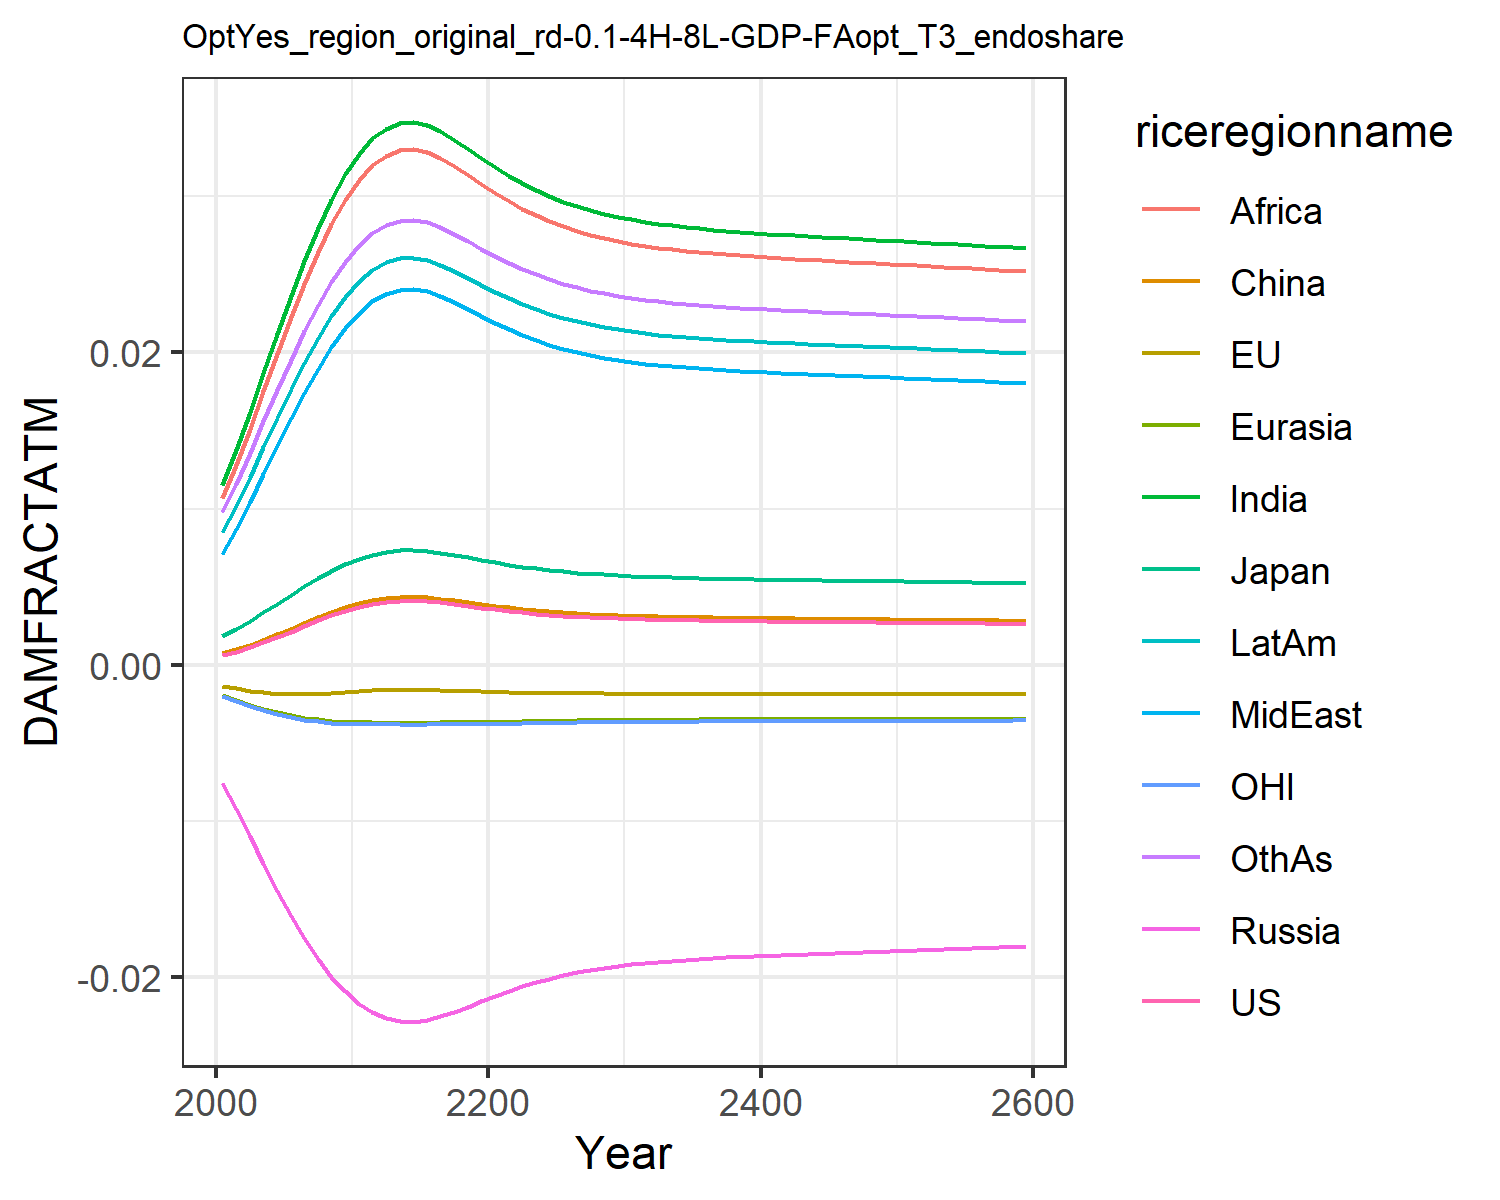 OptYes_region_original_rd-0.1-4H-8L-GDP-FAopt_T3_endoshare
DAMFRACTATM
0.02
0.00
-0.02
2000 2200 2400 2600
Year
riceregionname
Africa
China
EU
Eurasia
India
Japan
LatAm
MidEast
OHI
OthAs
Russia
US